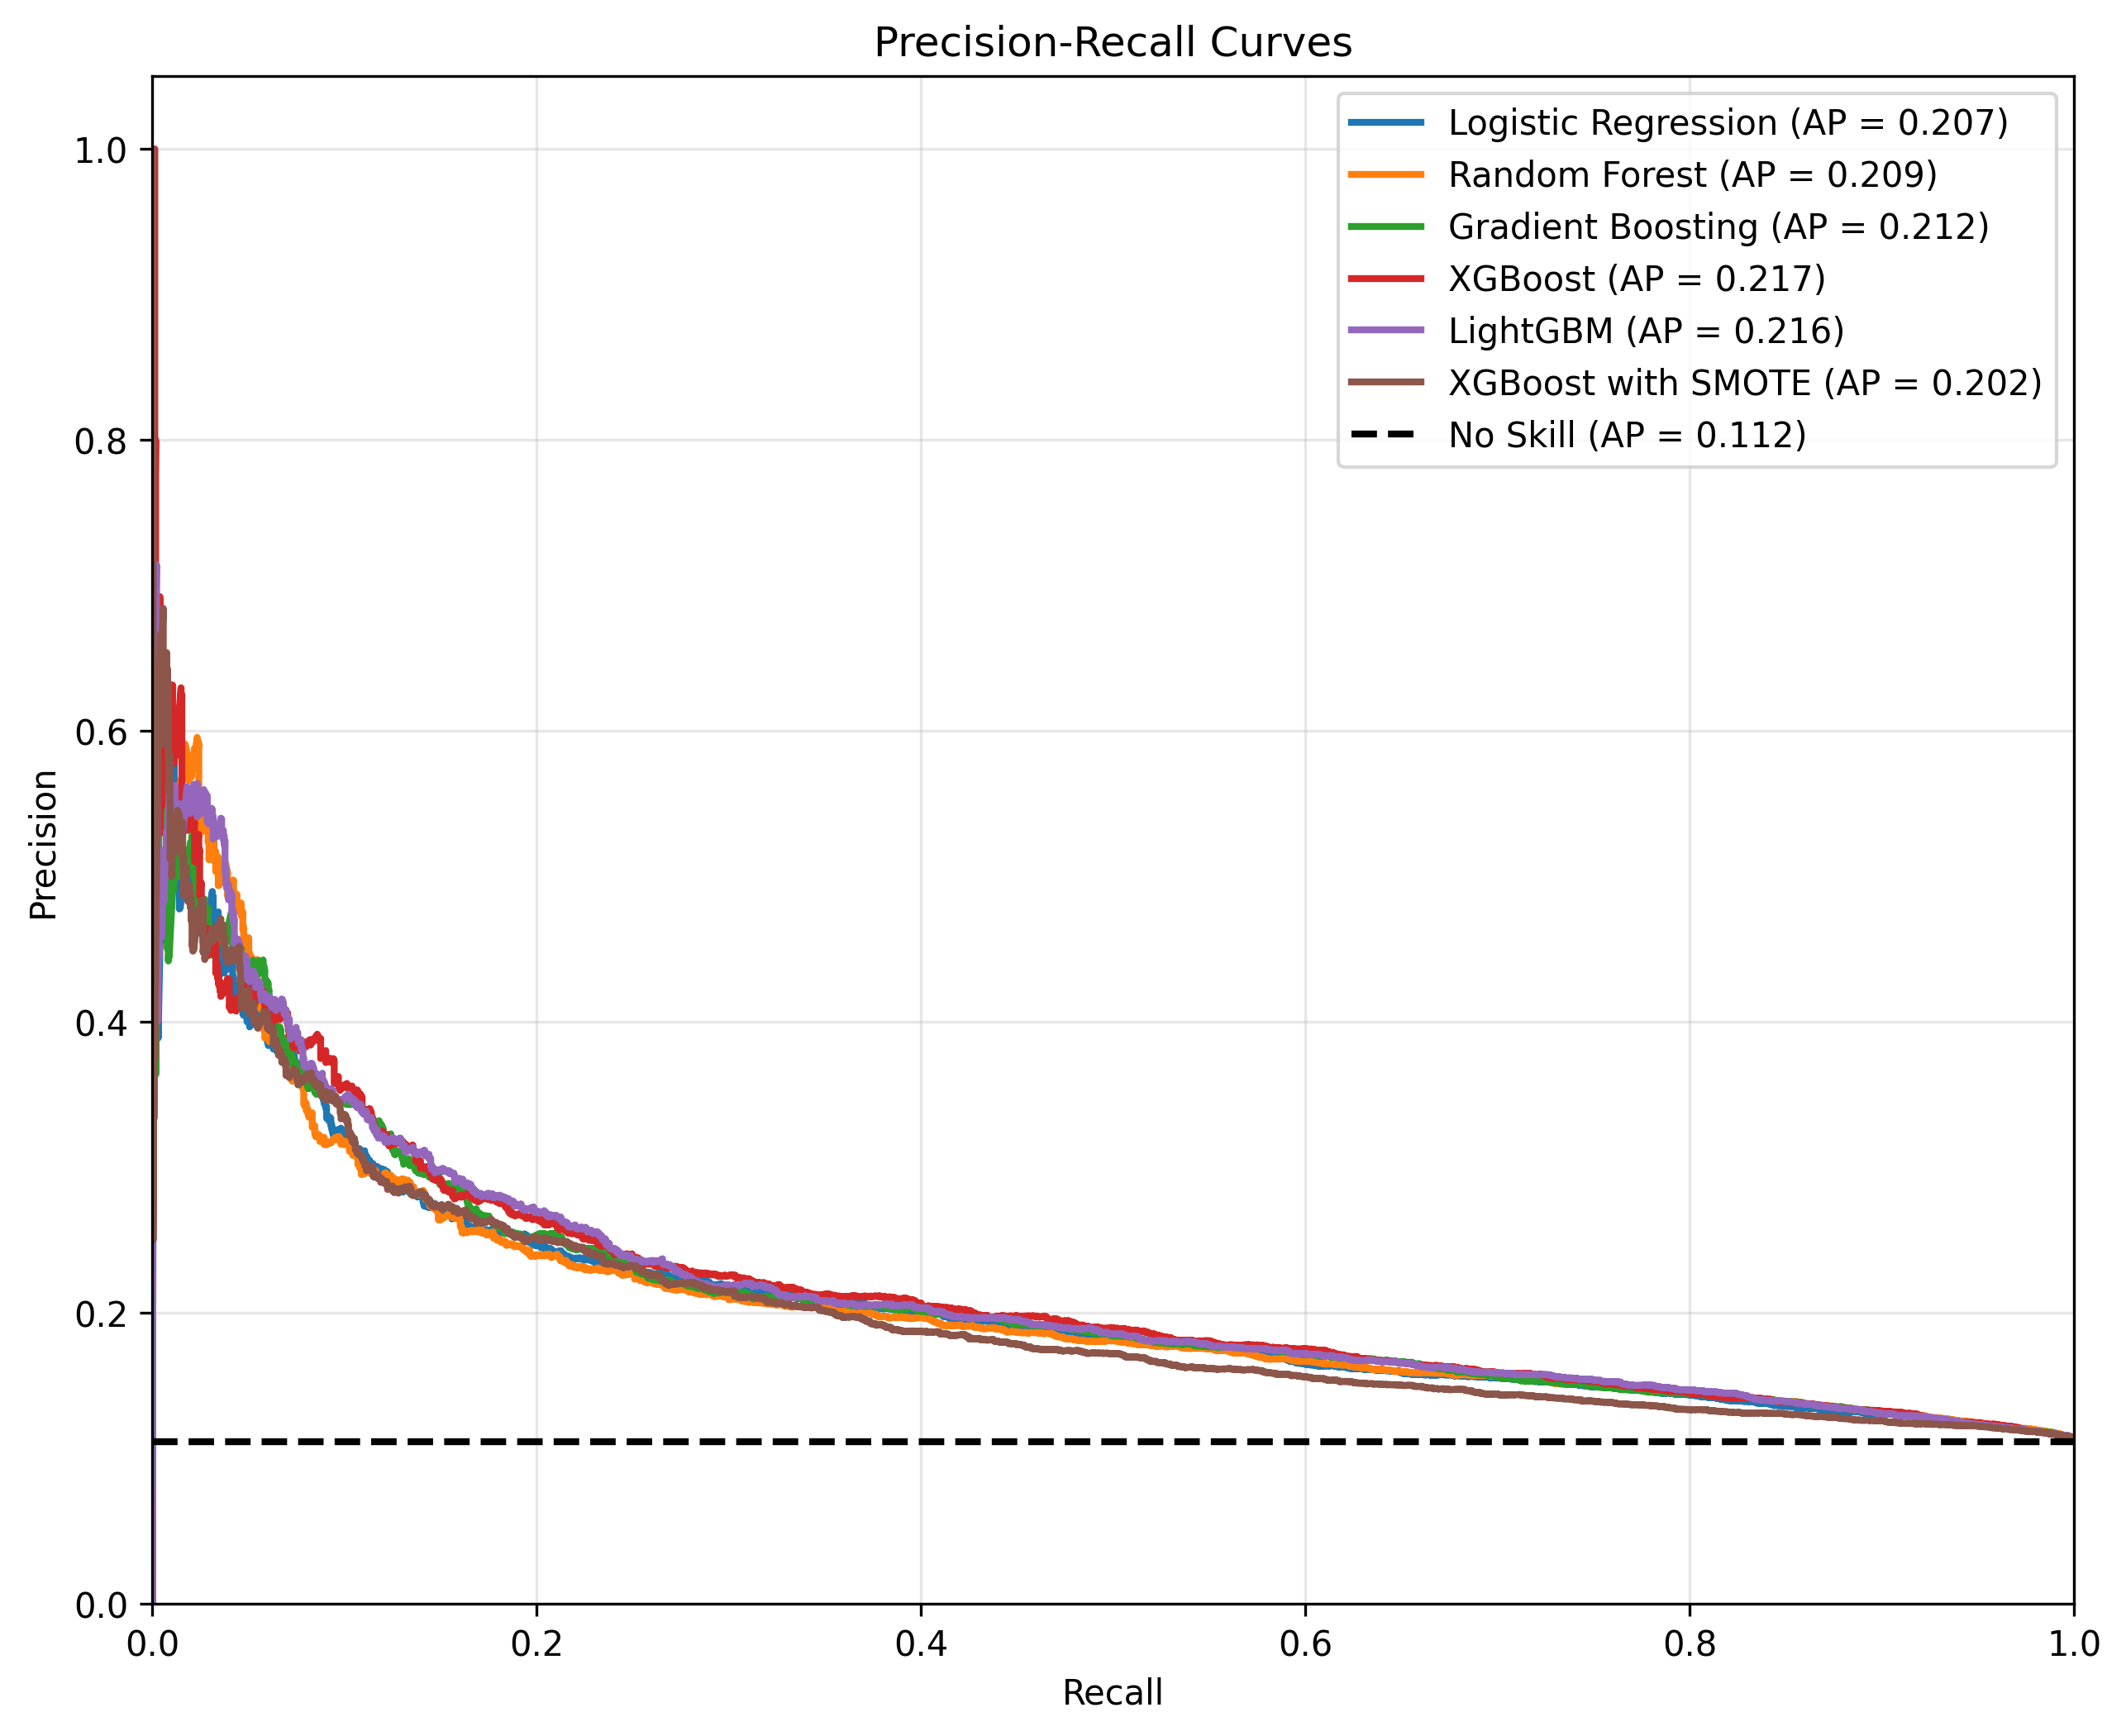 Precision-Recall Curves
Logistic Regression (AP = 0.207)
Random Forest (AP = 0.209)
Gradient Boosting (AP = 0.212)
XGBoost (AP = 0.217)
LightGBM (AP = 0.216)
XGBoost with SMOTE (AP = 0.202)
No Skill (AP = 0.112)
1.0
0.8
0.6
0.4
0.2
0.0
Precision
0.0
0.2
0.4
0.6
0.8
1.0
Recall